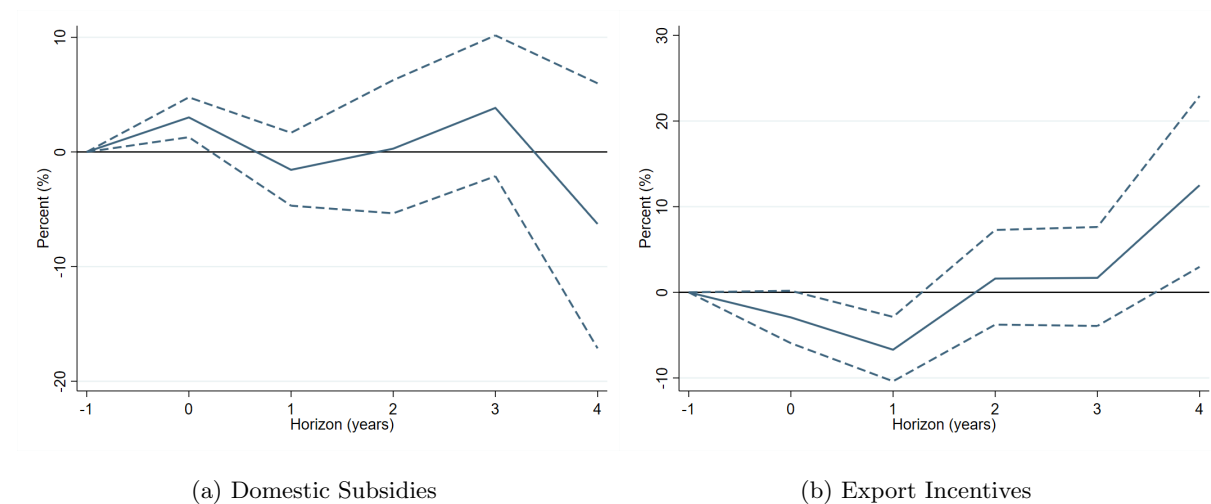 10
0
-10
-20
Percent (%)
-1 0 1 2 3 4
Horizon (years)
(a) Domestic Subsidies
30
20
10
0
-10
Percent (%)
-1 0 1 2 3 4
Horizon (years)
(b) Export Incentives